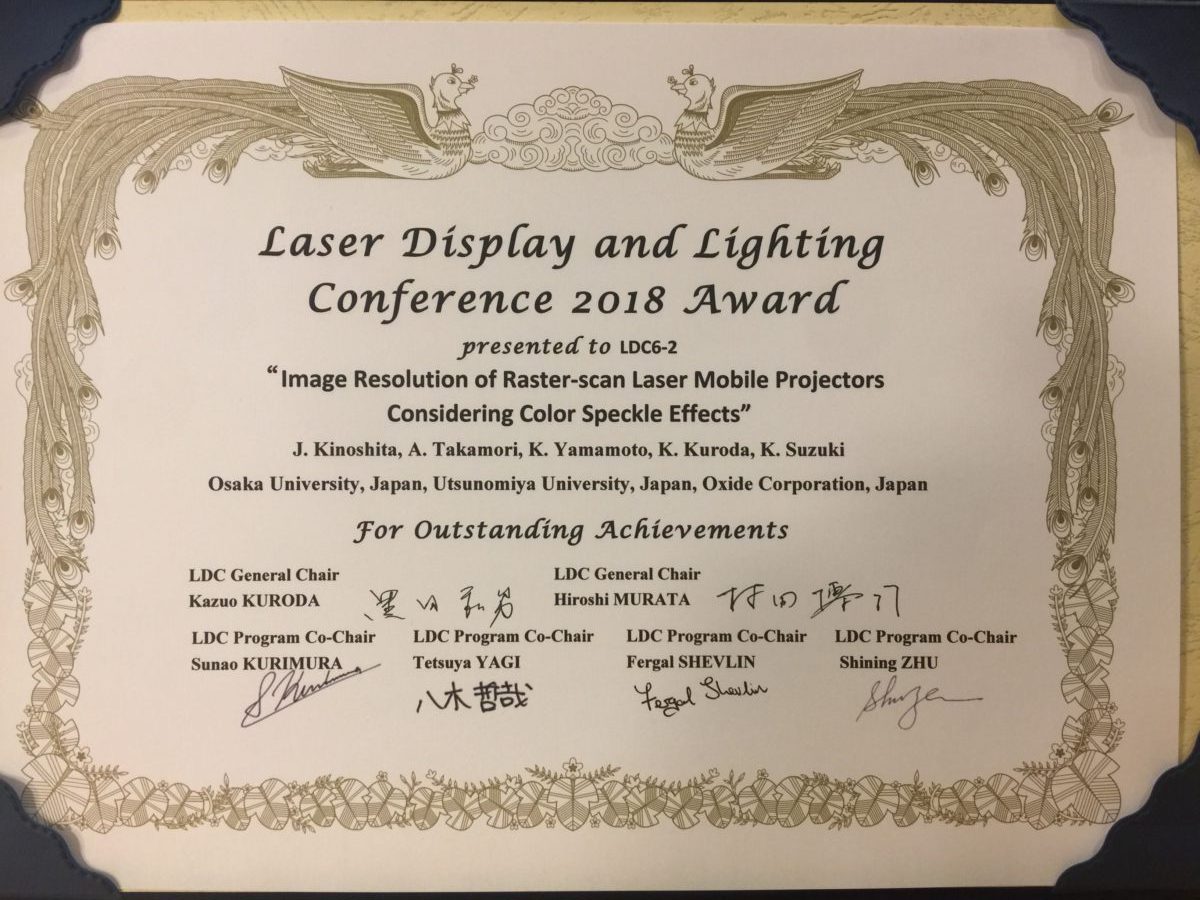 Laser Display and Lighting
Conference 2018 Award
presented to LDC6-2
“Image Resolution of Raster-scan Laser Mobile Projectors
Considering Color Speckle Effects”
J. Kinoshita, A. Takamori, K. Yamamoto, K. Kuroda, K. Suzuki
Osaka University, Japan, Utsunomiya University, Japan, Oxide Corporation, Japan
For Outstanding Achievements
LDC General Chair LDC General Chair
Kazuo KURODA Hiroshi MURATA
LDC Program Co-Chair LDC Program Co-Chair LDC Program Co-Chair LDC Program Co-Chair
Sunao KURIMURA Tetsuya YAGI Fergal SHEVLIN Shining ZHU
八木哲哉 Fergal Shevlin